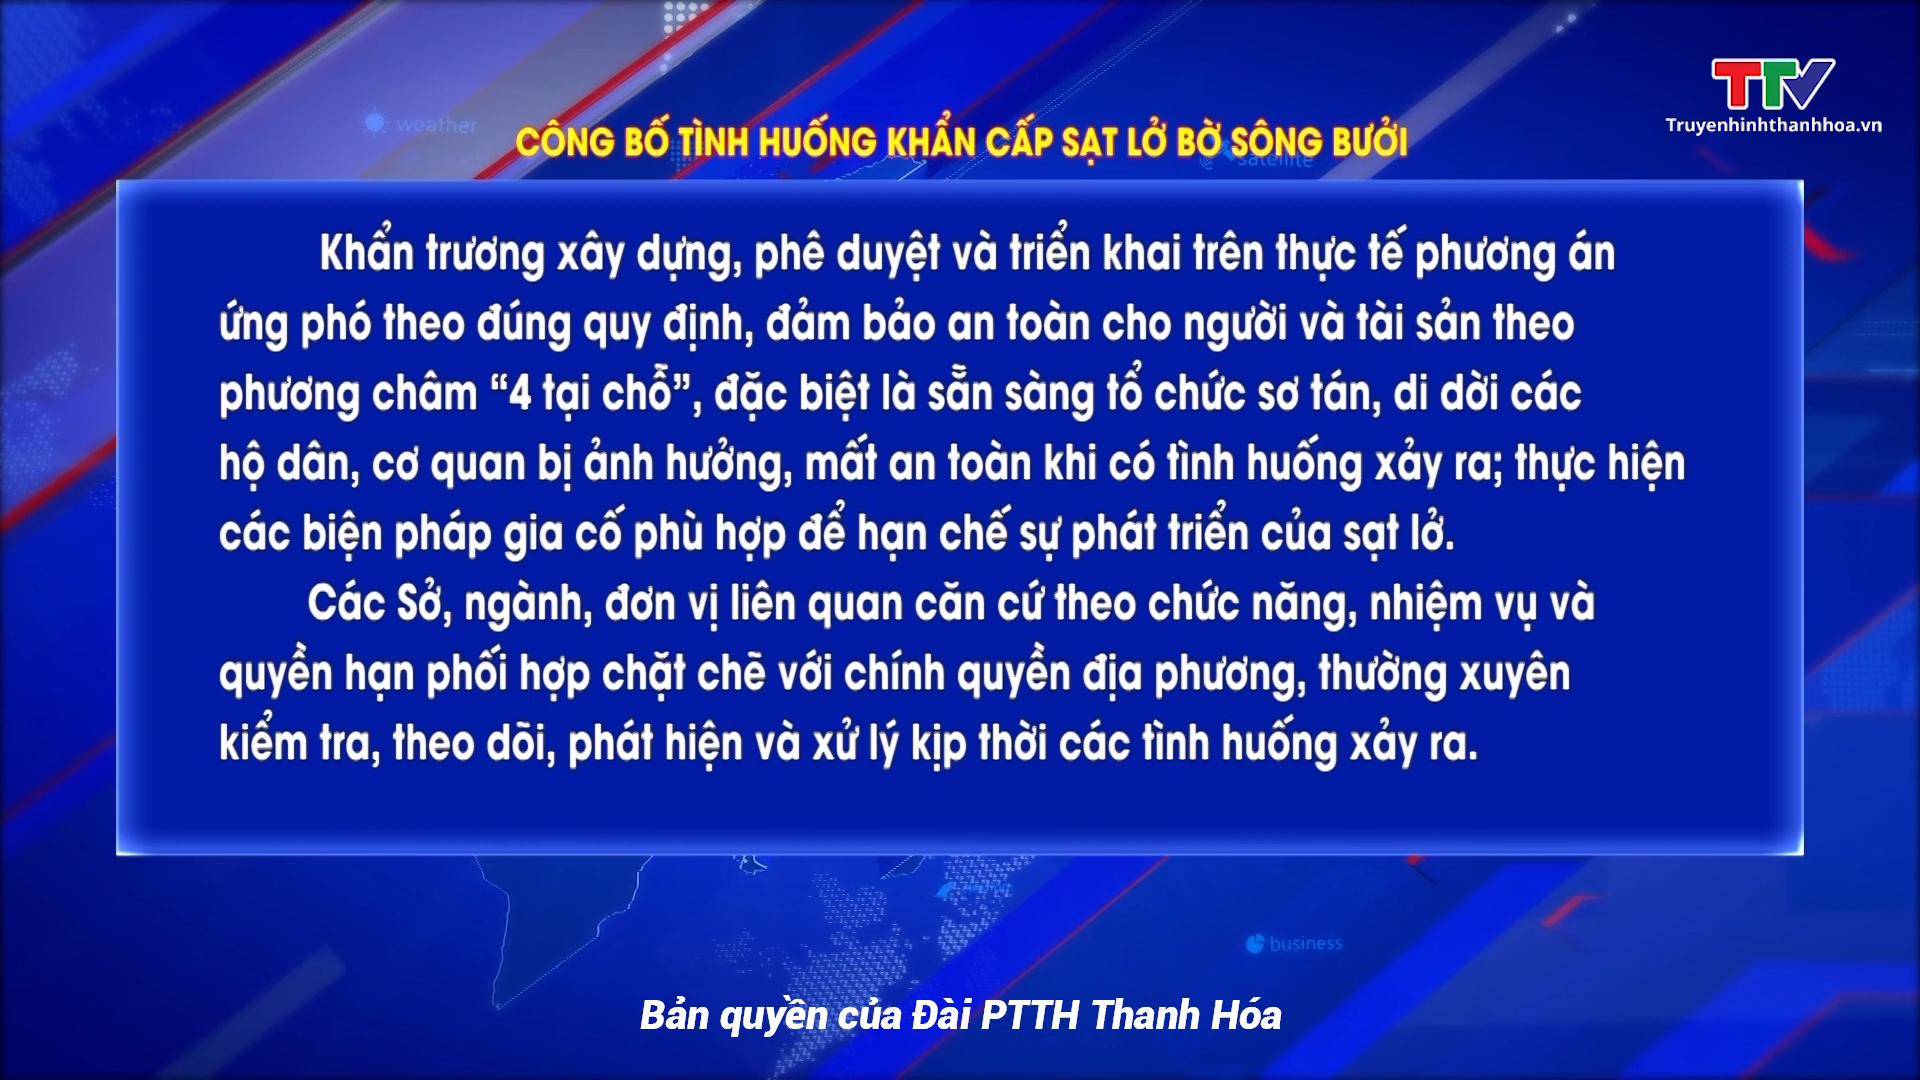 TTV
Truyenhinhthanhhoa.vn
weather
CÔNG BỐ TÌNH HUỐNG KHẨN CẤP SẠT LỞ BỜ SÔNG BƯỞI
satellite
Khẩn trương xây dựng, phê duyệt và triển khai trên thực tế phương án
ứng phó theo đúng quy định, đảm bảo an toàn cho người và tài sản theo
phương châm “4 tại chỗ”, đặc biệt là sẵn sàng tổ chức sơ tán, di dời các
hộ dân, cơ quan bị ảnh hưởng, mất an toàn khi có tình huống xảy ra; thực hiện
các biện pháp gia cố phù hợp để hạn chế sự phát triển của sạt lở.
Các Sở, ngành, đơn vị liên quan căn cứ theo chức năng, nhiệm vụ và
quyền hạn phối hợp chặt chẽ với chính quyền địa phương, thường xuyên
kiểm tra, theo dõi, phát hiện và xử lý kịp thời các tình huống xảy ra.
business
Bản quyền của Đài PTTH Thanh Hóa